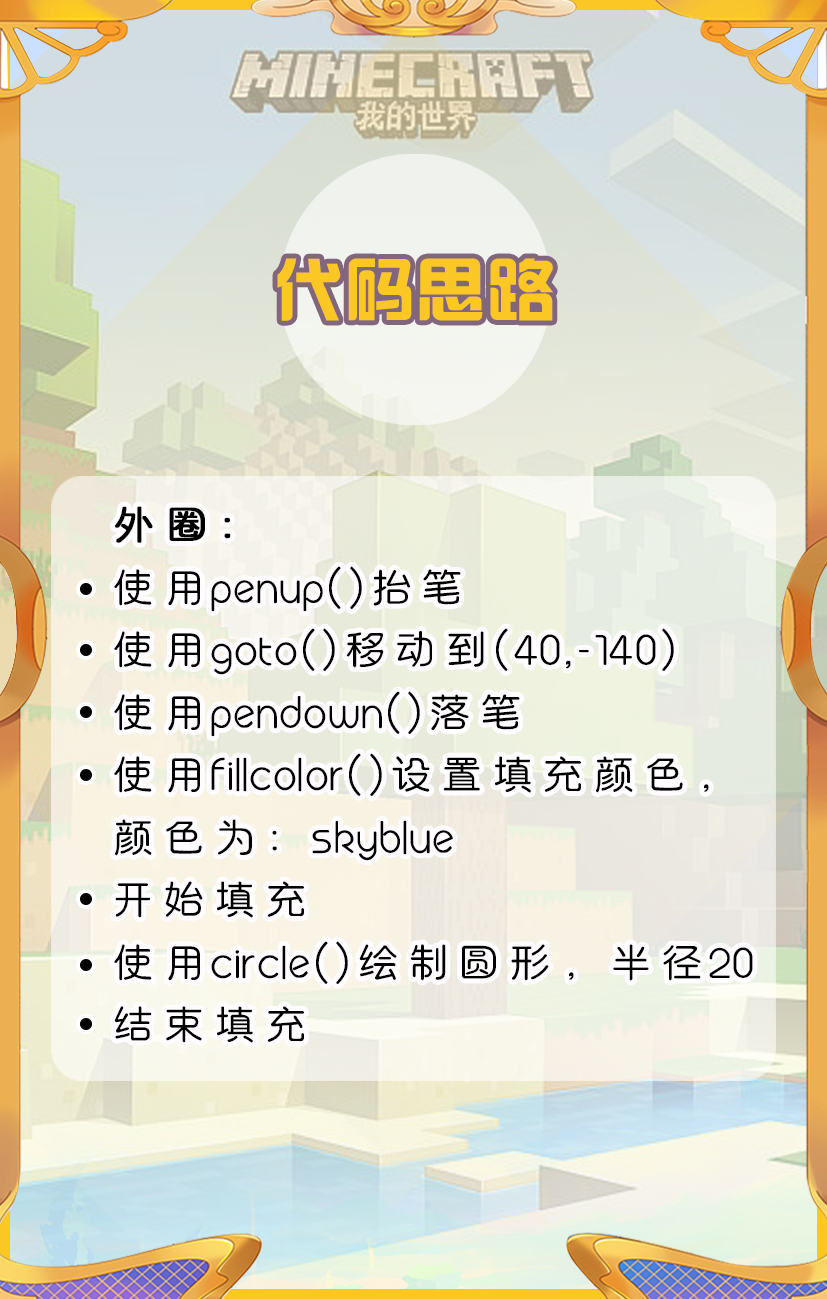 MINECRAFT
我的世界
代码思路
外圈：
• 使用penup()抬笔
• 使用goto()移动到(40,-140)
• 使用pendown()落笔
• 使用fillcolor()设置填充颜色，
颜色为：skyblue
• 开始填充
• 使用circle()绘制圆形，半径20
• 结束填充